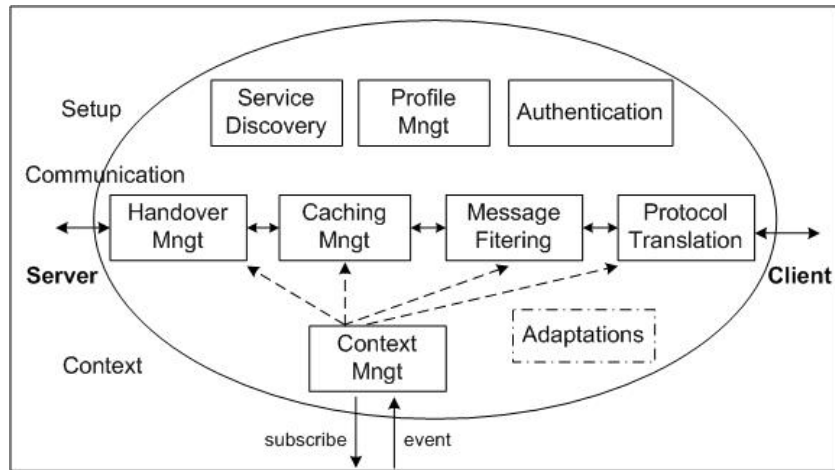 Setup
Service
Discovery
Profile
Mngt
Authentication
Communication
Handover
Mngt
Caching
Mngt
Message
Fitering
Protocol
Translation
Server
Client
Context
Context
Mngt
Adaptations
subscribe
event